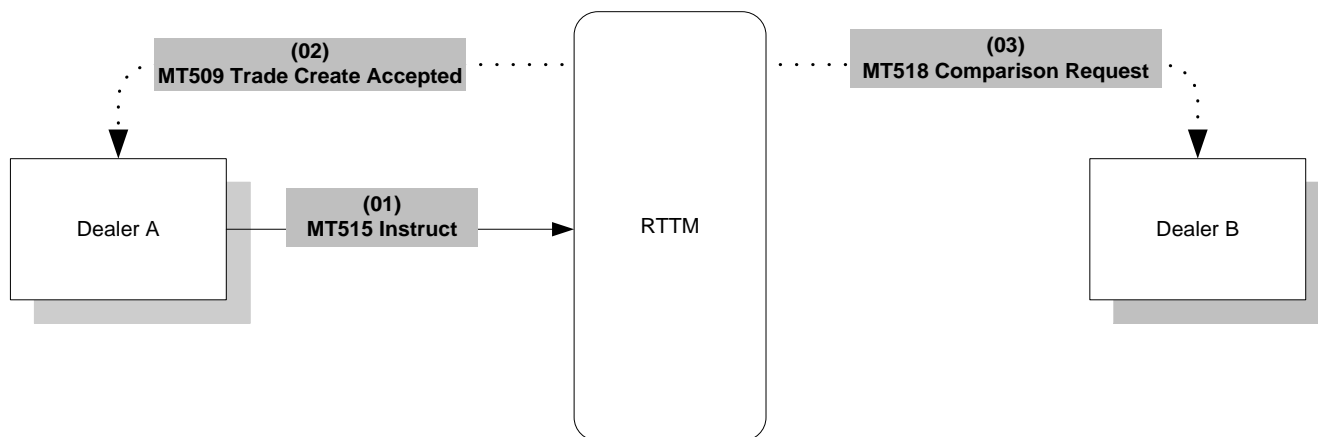 (02)
MT509 Trade Create Accepted
(03)
MT518 Comparison Request
Dealer A
(01)
MT515 Instruct
RTTM
Dealer B